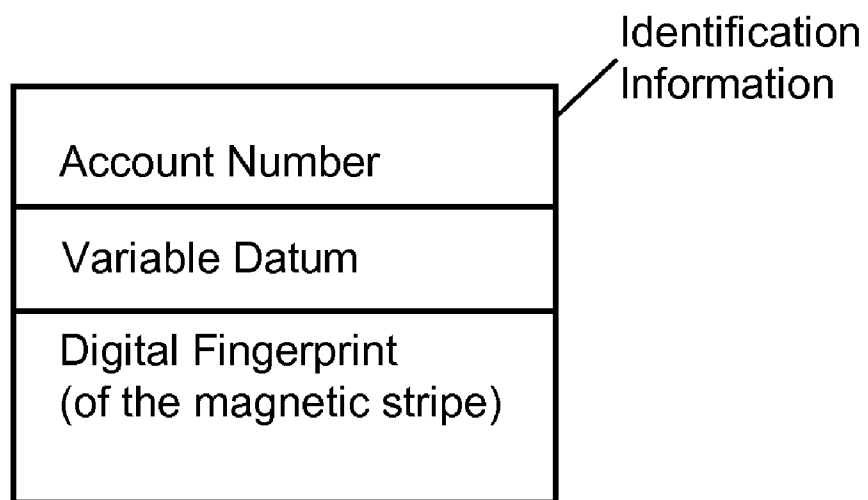 Identification
Information
Account Number
Variable Datum
Digital Fingerprint
(of the magnetic stripe)